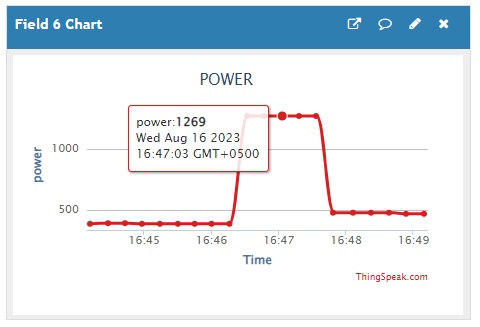 Field 6 Chart
POWER
power:1269
Wed Aug 16 2023
16:47:03 GMT+0500
1000
500
power
16:45 16:46 16:47 16:48 16:49
Time
ThingSpeak.com